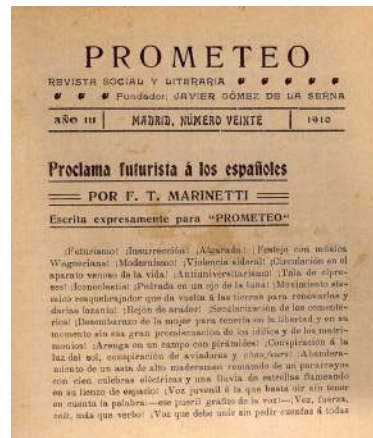 PROMETEO
REVISTA SOCIAL Y LITERARIA
Fundador: JAVIER GÓMEZ DE LA SERNA
AÑO III
MADRID, NÚMERO VEINTE
1910
Proclama futurista á los españoles
POR F. T. MARINETTI
Escrita expresamente para "PROMETEO"
¡Futurismo! ¡Insurrección! ¡Algarada! ¡Festejo con música
Wagneriana! ¡Modernismo! ¡Violencia sideral! ¡Circulación en el
aparato venoso de la vida! ¡Antiuniversitarismo! ¡Tala de cipre-
ses! ¡Iconoclastia! ¡Pedrada en un ojo de la luna! ¡Movimiento sís-
mico resquebrajador que da vuelta á las tierras para renovarlas y
darlas lozanía! ¡Rejón de arador! ¡Secularización de los cemente-
rios! ¡Desembarazo de la mujer para tenerla en la libertad y en su
momento sin esa gran promiscuación de los idilios y de los matri-
monios! ¡Arenga en un campo con pirámides! ¡Conspiración á la
luz del sol, conspiración de aviadores y chauffeurs! ¡Abandera-
miento de un asta de alto maderamen rematado de un pararrayos
con cien culebras eléctricas y una lluvia de estrellas flameando
en su lienzo de espacio! ¡Voz juvenil á la que basta oir sin tener
en cuenta la palabra:—ese pueril grafito de la voz!—¡Voz, fuerza,
volt, más que verbo! ¡Voz que debe unir sin pedir cuentas á todas